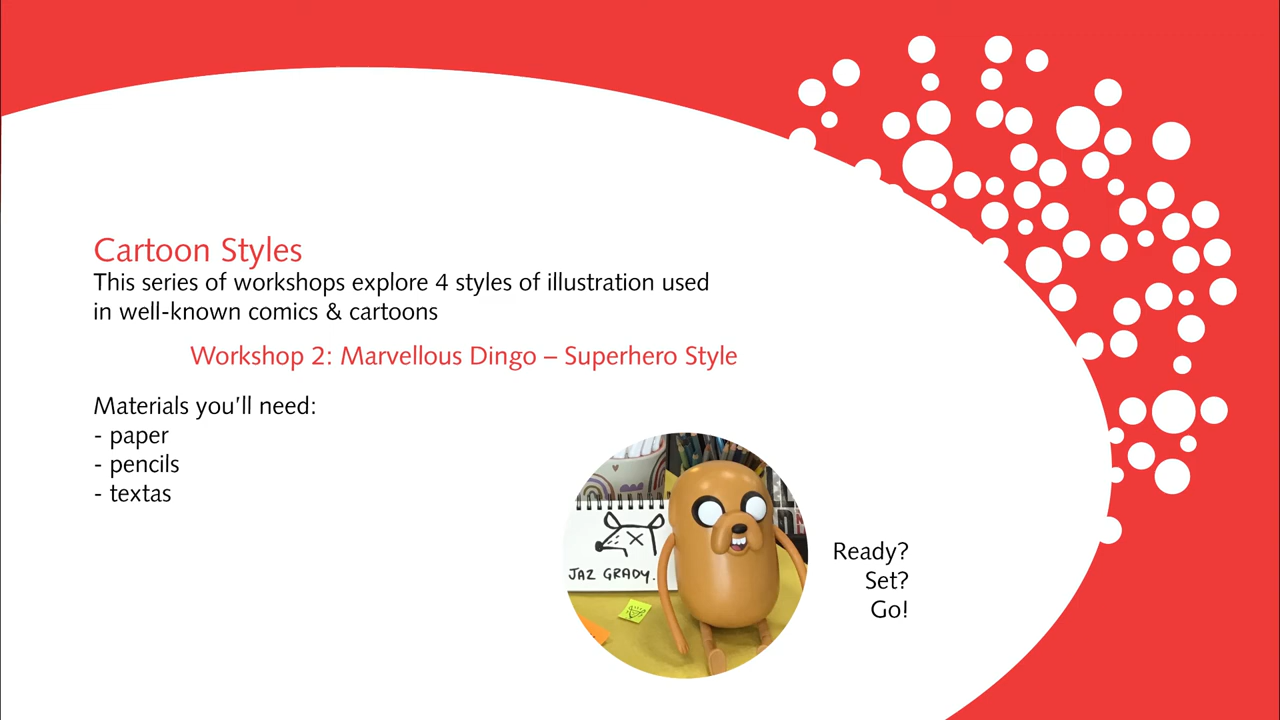 Cartoon Styles
This series of workshops explore 4 styles of illustration used
in well-known comics & cartoons
Workshop 2: Marvellous Dingo – Superhero Style
Materials you'll need:
- paper
- pencils
- textas
JAZ GRADY.
Ready?
Set?
Go!